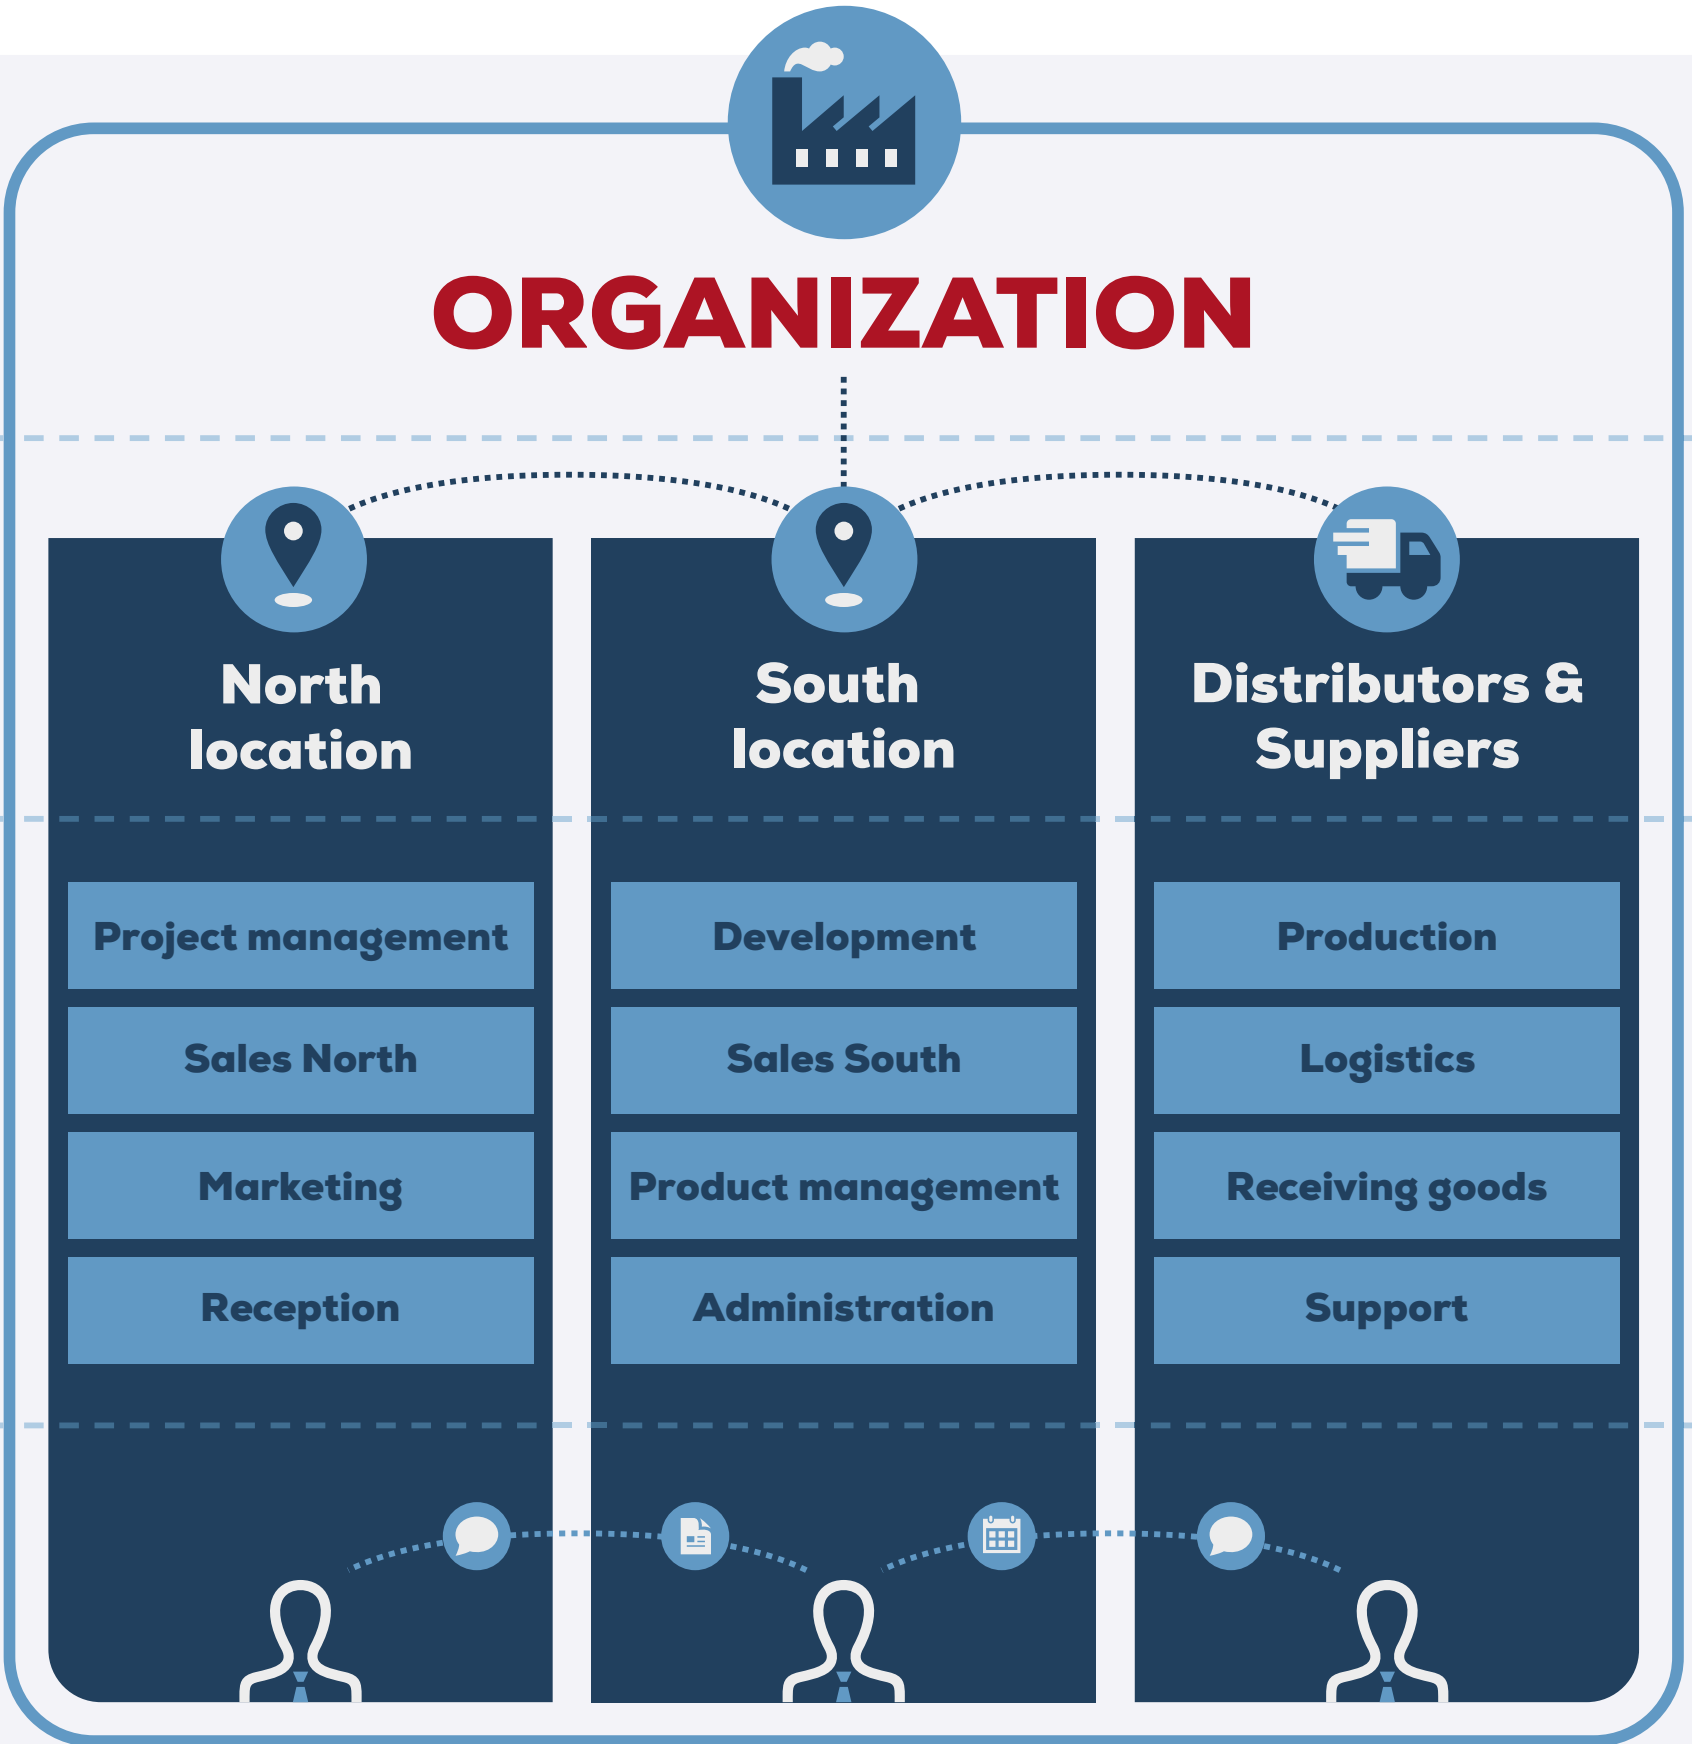 ORGANIZATION
North
location
South
location
Distributors &
Suppliers
Project management
Sales North
Marketing
Reception
Development
Sales South
Product management
Administration
Production
Logistics
Receiving goods
Support